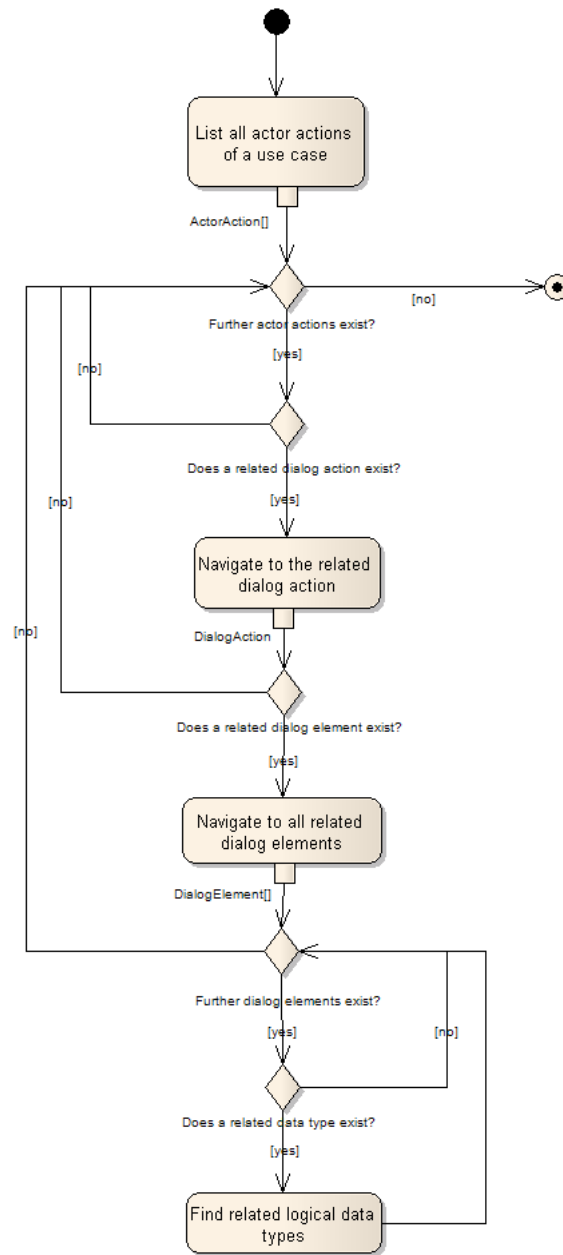 List all actor actions
of a use case
ActorAction[]
[no]
Further actor actions exist?
[yes]
[no]
Does a related dialog action exist?
[no]
[yes]
Navigate to the related
dialog action
[no]
DialogAction
Does a related dialog element exist?
[yes]
Navigate to all related
dialog elements
DialogElement[]
Further dialog elements exist?
[yes]
[no]
Does a related data type exist?
[yes]
Find related logical data
types